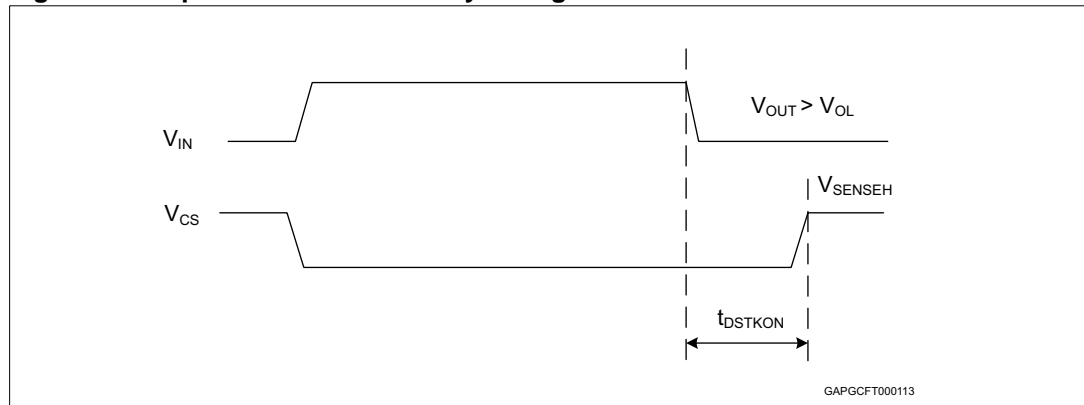 V_IN
V_OUT > V_OL
V_CS
V_SENSEH
t_DSTKON
GAPGCFT000113